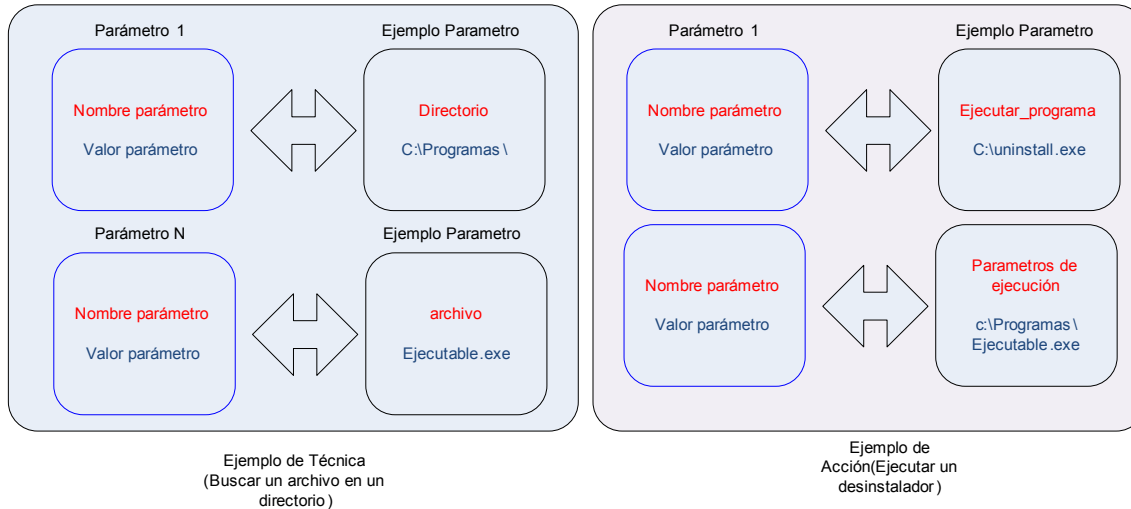 Parámetro 1
Ejemplo Parametro
Nombre parámetro
Valor parámetro
Directorio
C:\Programas\
Parámetro N
Ejemplo Parametro
Nombre parámetro
Valor parámetro
archivo
Ejecutable.exe
Ejemplo de Técnica
(Buscar un archivo en un
directorio)
Parámetro 1
Ejemplo Parametro
Nombre parámetro
Valor parámetro
Ejecutar_programa
C:\uninstall.exe
Nombre parámetro
Valor parámetro
Parametros de
ejecución
c:\Programas\
Ejecutable.exe
Ejemplo de
Acción(Ejecutar un
desinstalador)